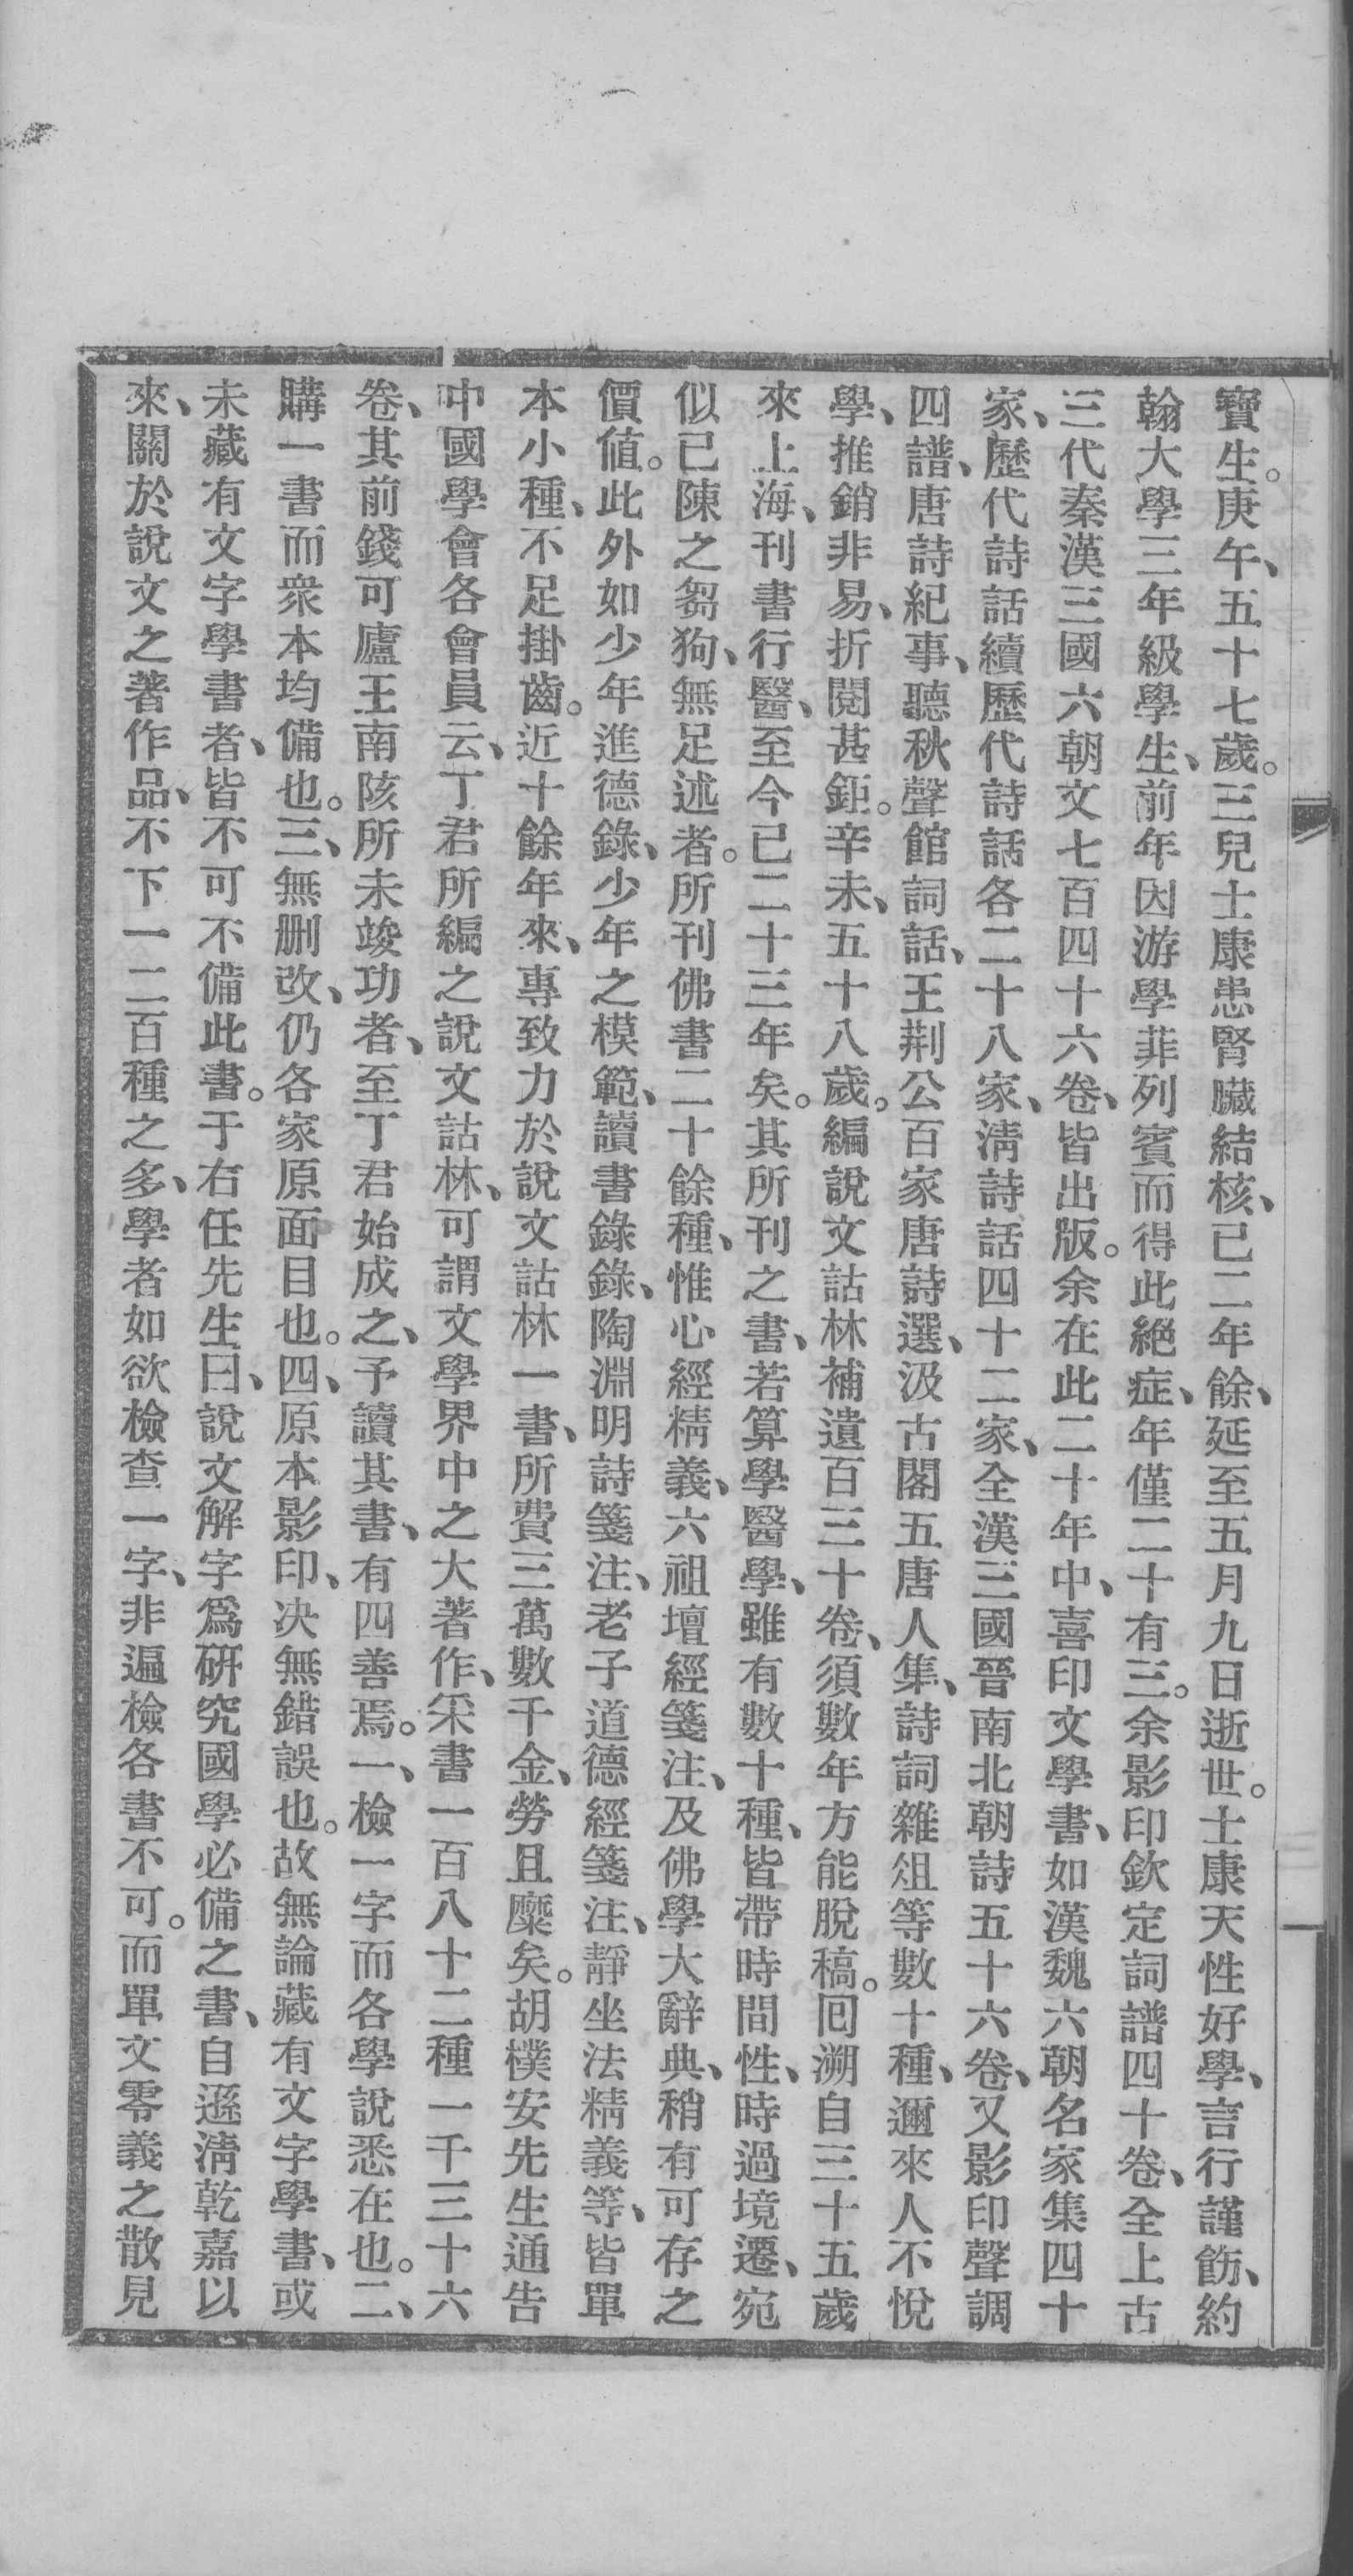 寶生。庚午、五十七歲。三兒士康患腎臟結核、已二年餘、延至五月九日逝世。士康天性好學、言行謹飭、約
翰大學三年級學生、前年因游學菲列賓而得此絕症、年僅二十有三。余影印欽定詞譜四十卷、全上古
三代秦漢三國六朝文七百四十六卷、皆出版。余在此二十年中、喜印文學書、如漢魏六朝名家集四十
家、歷代詩話續歷代詩話各二十八家、淸詩話四十二家、全漢三國晉南北朝詩五十六卷、又影印聲調
四譜、唐詩紀事、聽秋聲館詞話、王荆公百家唐詩選、汲古閣五唐人集、詩詞雜俎等數十種、邇來人不悅
學、推銷非易、折閱甚鉅。辛未、五十八歲。編說文詁林補遺百三十卷、須數年方能脫稿。回溯自三十五歲
來上海、刊書行醫、至今已二十三年矣。其所刊之書、若算學醫學、雖有數十種、皆帶時間性、時過境遷、宛
似已陳之芻狗、無足述者。所刊佛書二十餘種、惟心經精義、六祖壇經箋注、及佛學大辭典、稍有可存之
價値。此外如少年進德錄、少年之模範、讀書錄錄、陶淵明詩箋注、老子道德經箋注、靜坐法精義等、皆單
本小種、不足掛齒。近十餘年來、專致力於說文詁林一書、所費三萬數千金、勞且糜矣。胡樸安先生通告
中國學會各會員云、丁君所編之說文詁林、可謂文學界中之大著作、采書一百八十二種一千三十六
卷、其前錢可廬王南陔所未竣功者、至丁君始成之、予讀其書、有四善焉。一、檢一字而各學說悉在也。二、
購一書而衆本均備也。三、無删改、仍各家原面目也。四、原本影印、決無錯誤也。故無論藏有文字學書、或
未藏有文字學書者、皆不可不備此書。于右任先生曰、說文解字爲硏究國學必備之書、自遜淸乾嘉以
來、關於說文之著作品、不下一二百種之多、學者如欲檢查一字、非遍檢各書不可。而單文零義之散見